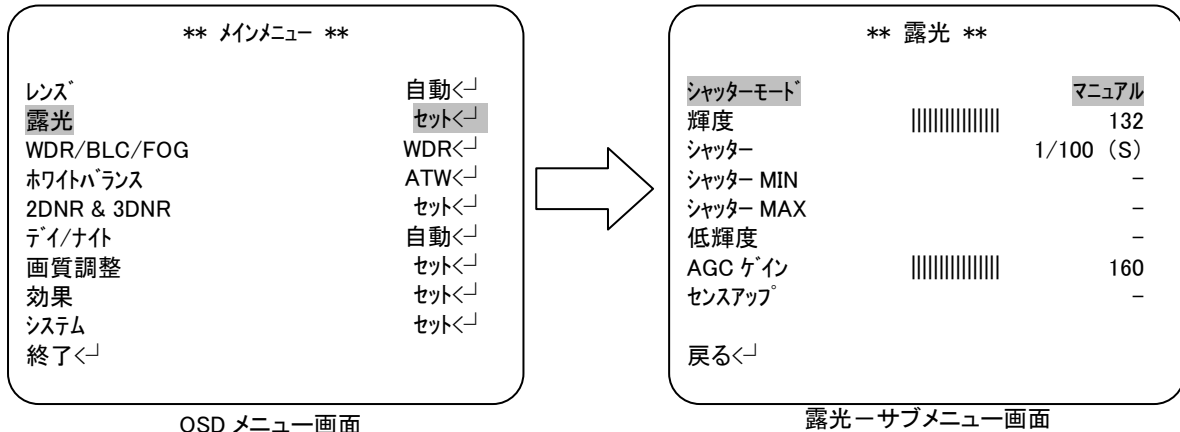 ** ﾒｲﾝﾒﾆｭｰ **
ﾚﾝｽﾞ 自動<┘
露光 ｾｯﾄ<┘
WDR/BLC/FOG WDR<┘
ﾎﾜｲﾄﾊﾞﾗﾝｽ ATW<┘
2DNR & 3DNR ｾｯﾄ<┘
ﾃﾞｲ/ﾅｲﾄ 自動<┘
画質調整 ｾｯﾄ<┘
効果 ｾｯﾄ<┘
ｼｽﾃﾑ ｾｯﾄ<┘
終了<┘
OSD メニュー画面
** 露光 **
ｼｬｯﾀｰﾓｰﾄﾞ ﾏﾆｭｱﾙ
輝度 |||||||||||||||| 132
ｼｬｯﾀｰ 1/100 (S)
ｼｬｯﾀｰ MIN －
ｼｬｯﾀｰ MAX －
低輝度 －
AGC ｹﾞｲﾝ |||||||||||||||| 160
ｾﾝｽｱｯﾌﾟ －
戻る<┘
露光－サブメニュー画面